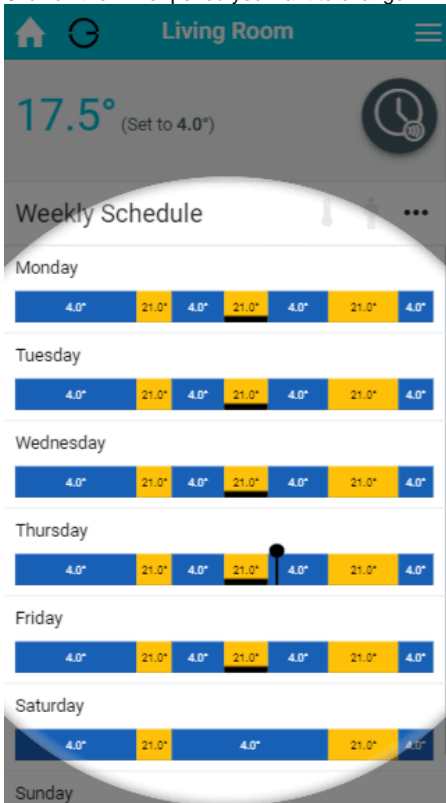 Living Room
17.5° (Set to 4.0°)
Weekly Schedule
Monday
4.0° 21.0° 4.0° 21.0° 4.0° 21.0° 4.0°
Tuesday
4.0° 21.0° 4.0° 21.0° 4.0° 21.0° 4.0°
Wednesday
4.0° 21.0° 4.0° 21.0° 4.0° 21.0° 4.0°
Thursday
4.0° 21.0° 4.0° 21.0° 4.0° 21.0° 4.0°
Friday
4.0° 21.0° 4.0° 21.0° 4.0° 21.0° 4.0°
Saturday
4.0° 21.0° 4.0° 21.0° 4.0°
Sunday